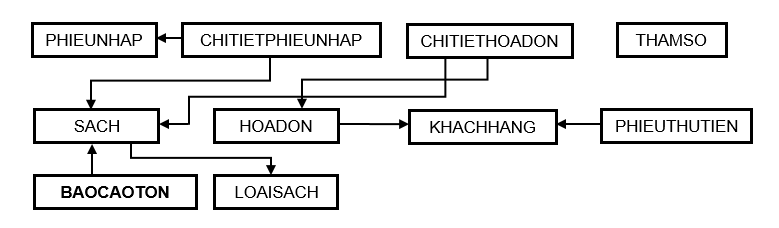 PHIEUNHAP
CHITIETPHIEUNHAP
CHITIETHOADON
THAMSO
SACH
HOADON
KHACHHANG
PHIEUTHUTIEN
BAOCAOTON
LOAISACH